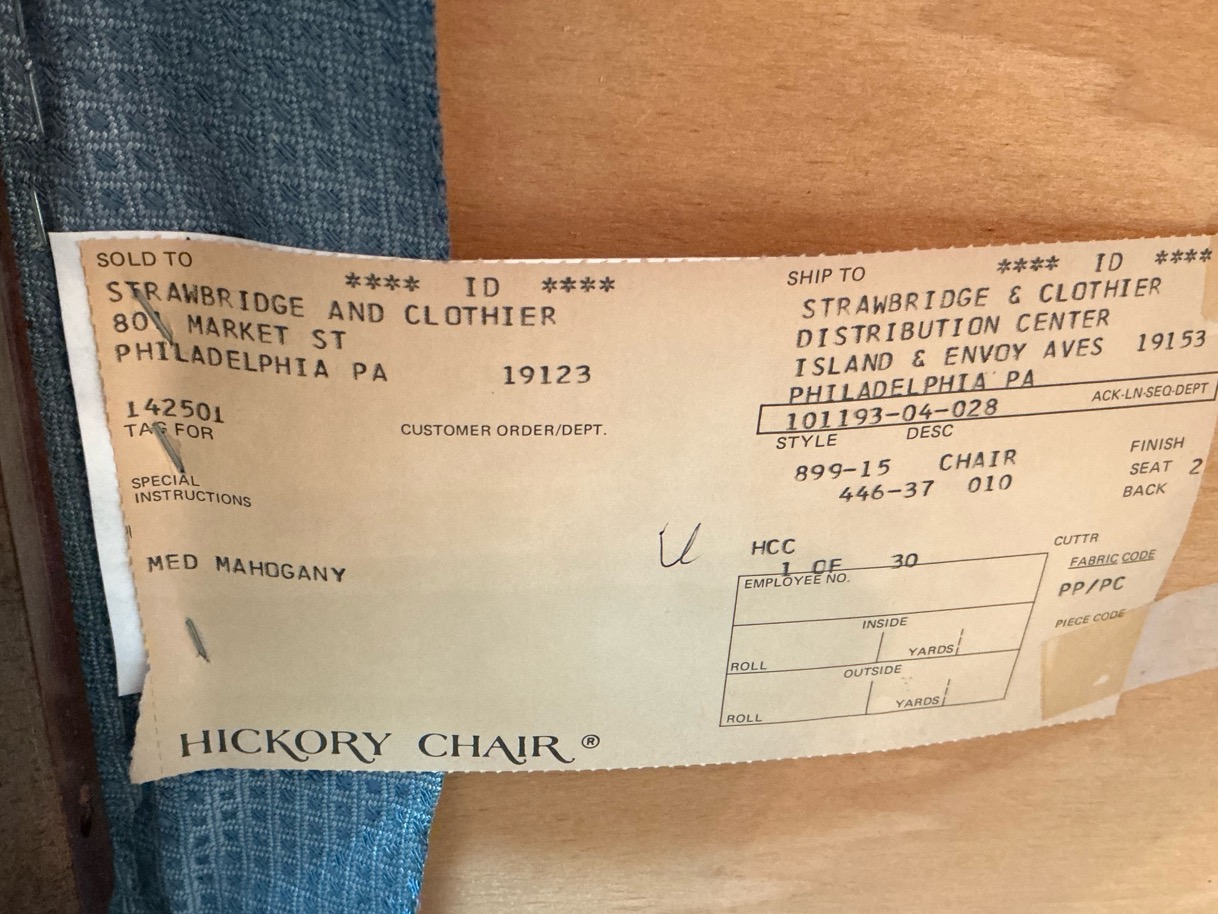 SOLD TO
**** ID ****
STRAWBRIDGE AND CLOTHIER
801 MARKET ST
PHILADELPHIA PA 19123
142501
TAG FOR
CUSTOMER ORDER/DEPT.
SPECIAL
INSTRUCTIONS
MED MAHOGANY
HICKORY CHAIR ®
SHIP TO
**** ID ****
STRAWBRIDGE & CLOTHIER
DISTRIBUTION CENTER
ISLAND & ENVOY AVES 19153
PHILADELPHIA PA
101193-04-028 ACK-LN-SEQ-DEPT
STYLE DESC FINISH
899-15 CHAIR SEAT 2
446-37 010 BACK
HCC CUTTR
1 OF 30 FABRIC CODE
EMPLOYEE NO. PP/PC
INSIDE PIECE CODE
ROLL YARDS
OUTSIDE
ROLL YARDS